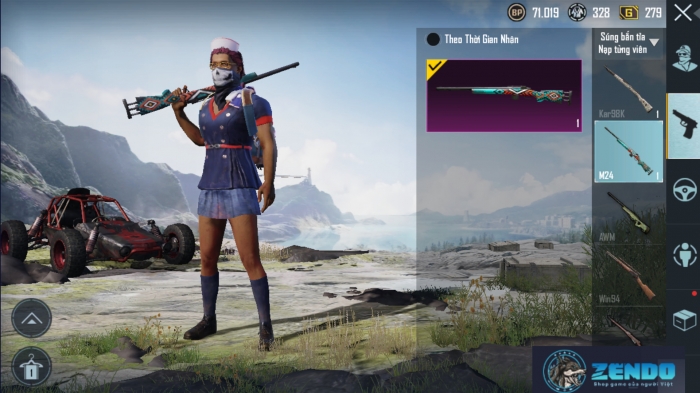 BP 71.019 328 G 279
Theo Thời Gian Nhận
Súng bắn tỉa
Nạp từng viên
1
Kar98K 1
M24 1
AWM
Win94
ZENDO
Shop game của người Việt